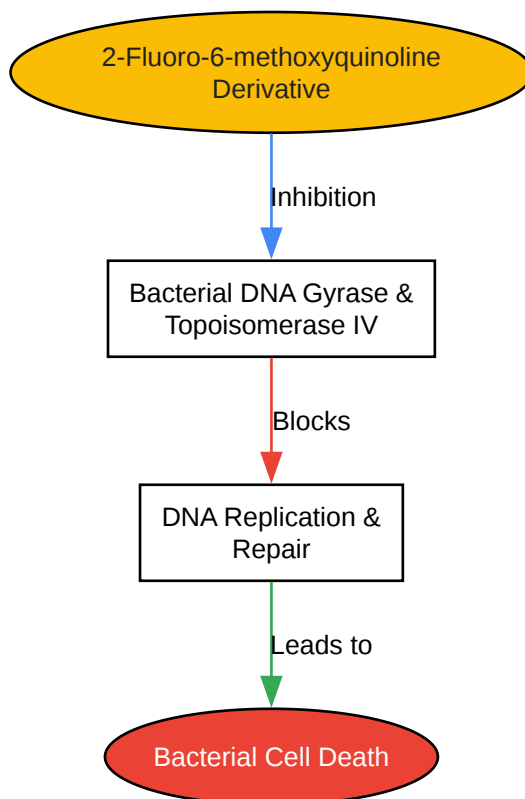 2-Fluoro-6-methoxyquinoline
Derivative
Inhibition
Bacterial DNA Gyrase &
Topoisomerase IV
Blocks
DNA Replication &
Repair
Leads to
Bacterial Cell Death